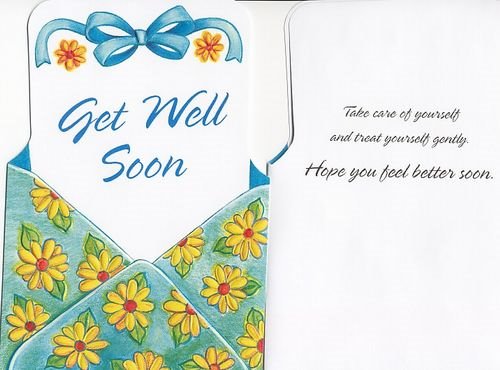 Get Well
Soon
Take care of yourself
and treat yourself gently.
Hope you feel better soon.